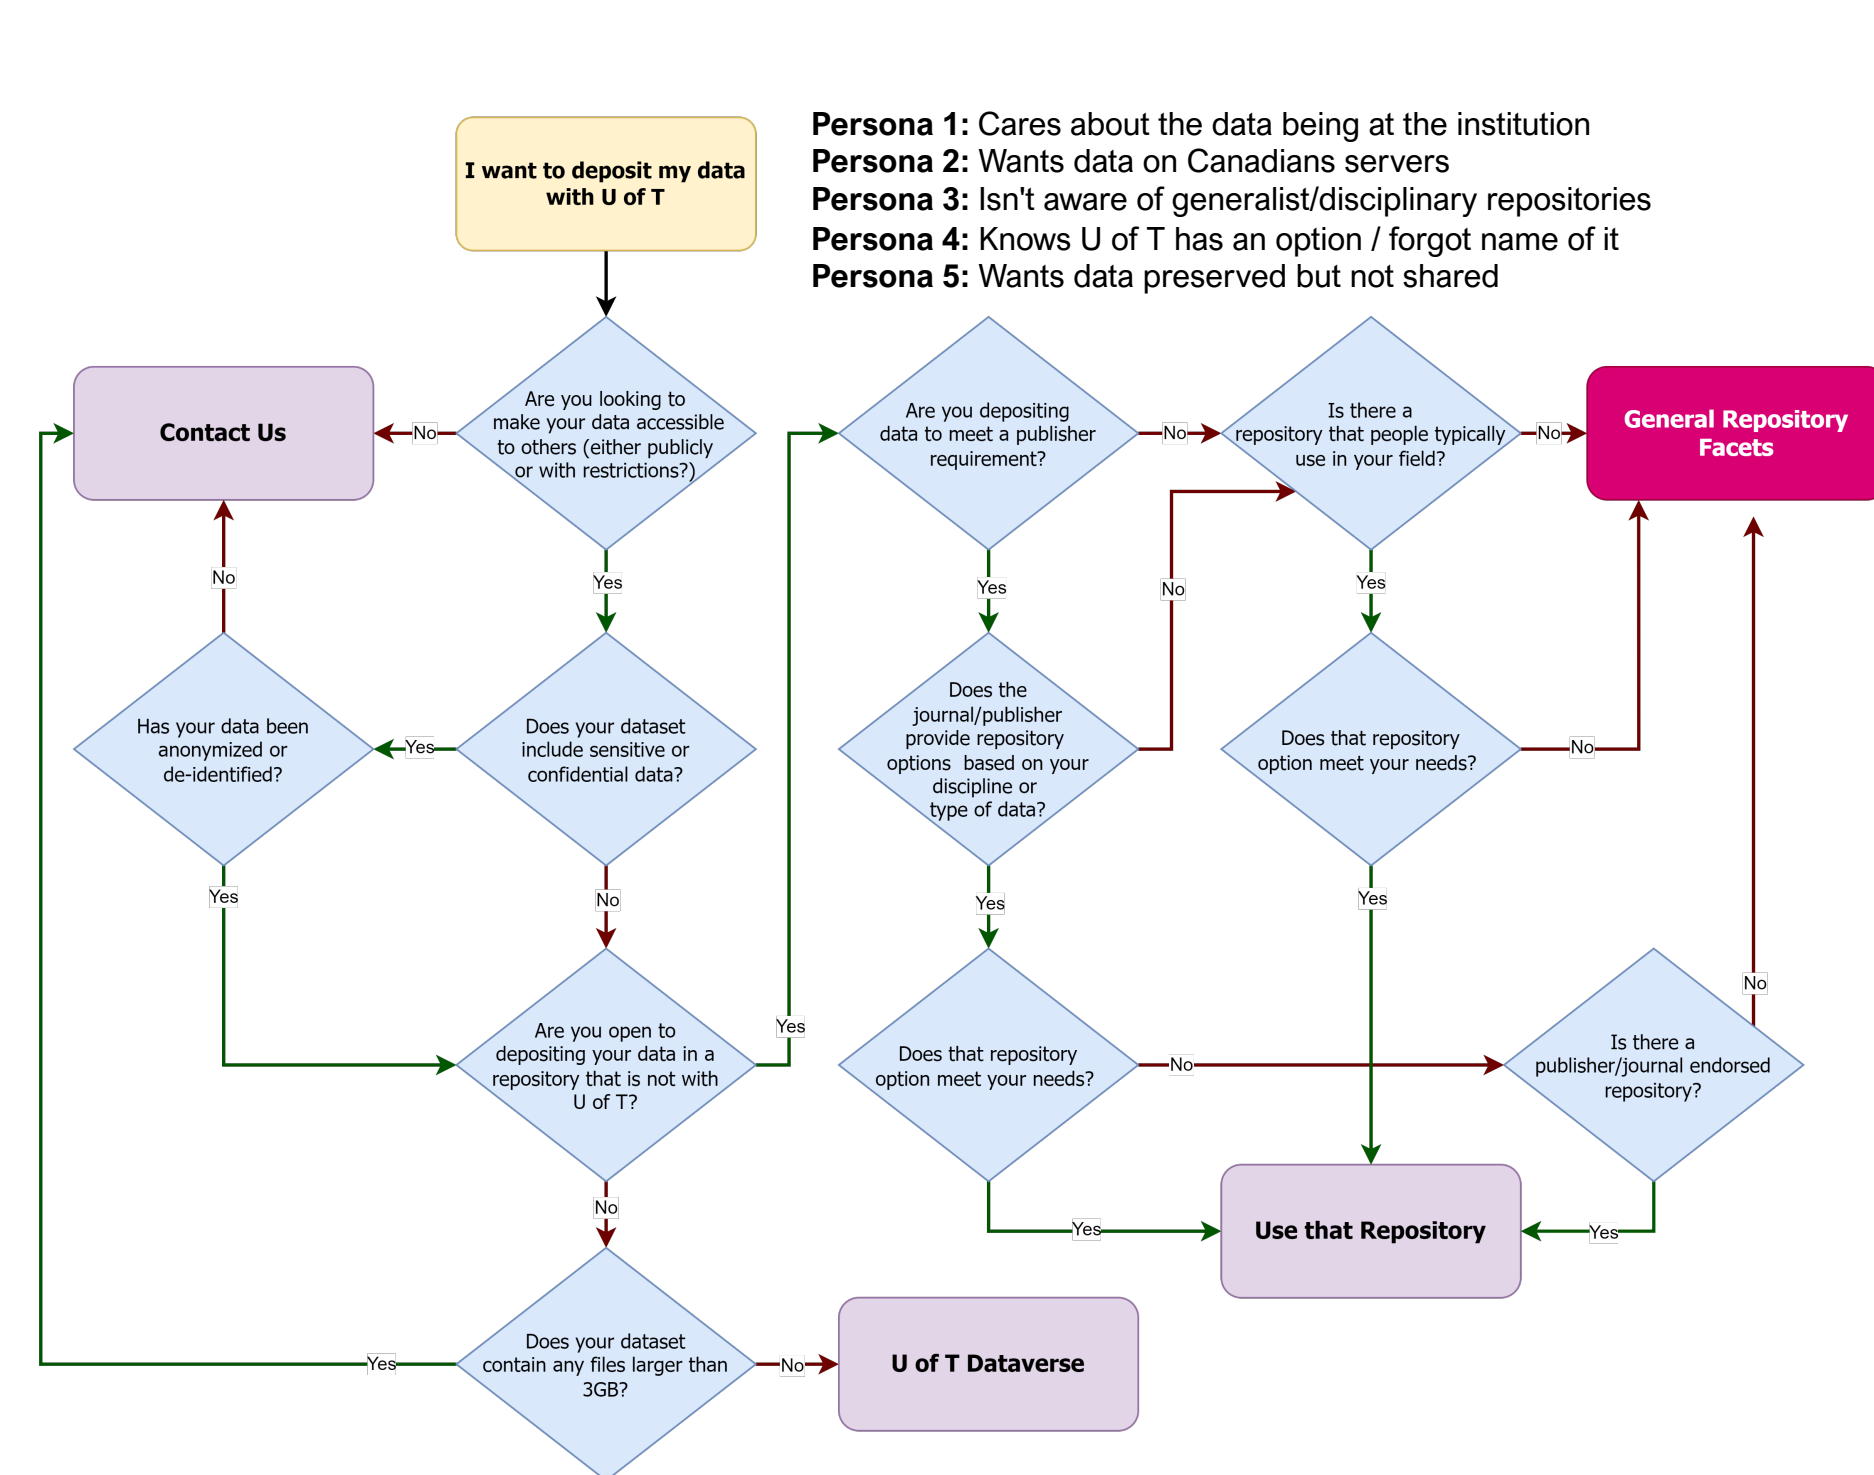 Persona 1: Cares about the data being at the institution
Persona 2: Wants data on Canadians servers
Persona 3: Isn't aware of generalist/disciplinary repositories
Persona 4: Knows U of T has an option / forgot name of it
Persona 5: Wants data preserved but not shared
I want to deposit my data
with U of T
Contact Us
No
Are you looking to
make your data accessible
to others (either publicly
or with restrictions?)
Are you depositing
data to meet a publisher
requirement?
No
Is there a
repository that people typically
use in your field?
No
General Repository
Facets
No
Yes
Yes
No
Yes
Has your data been
anonymized or
de-identified?
Yes
Does your dataset
include sensitive or
confidential data?
Does the
journal/publisher
provide repository
options  based on your
discipline or
type of data?
Does that repository
option meet your needs?
No
Yes
No
Yes
Yes
No
Are you open to
depositing your data in a
repository that is not with
U of T?
Yes
Does that repository
option meet your needs?
No
Is there a
publisher/journal endorsed
repository?
No
Yes
Use that Repository
Yes
Yes
Does your dataset
contain any files larger than
3GB?
No
U of T Dataverse